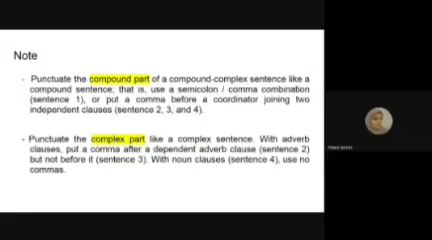 Note
- Punctuate the compound part of a compound-complex sentence like a
compound sentence; that is, use a semicolon / comma combination
(sentence 1), or put a comma before a coordinator joining two
independent clauses (sentence 2, 3, and 4).
- Punctuate the complex part like a complex sentence. With adverb
clauses, put a comma after a dependent adverb clause (sentence 2)
but not before it (sentence 3). With noun clauses (sentence 4), use no
commas.